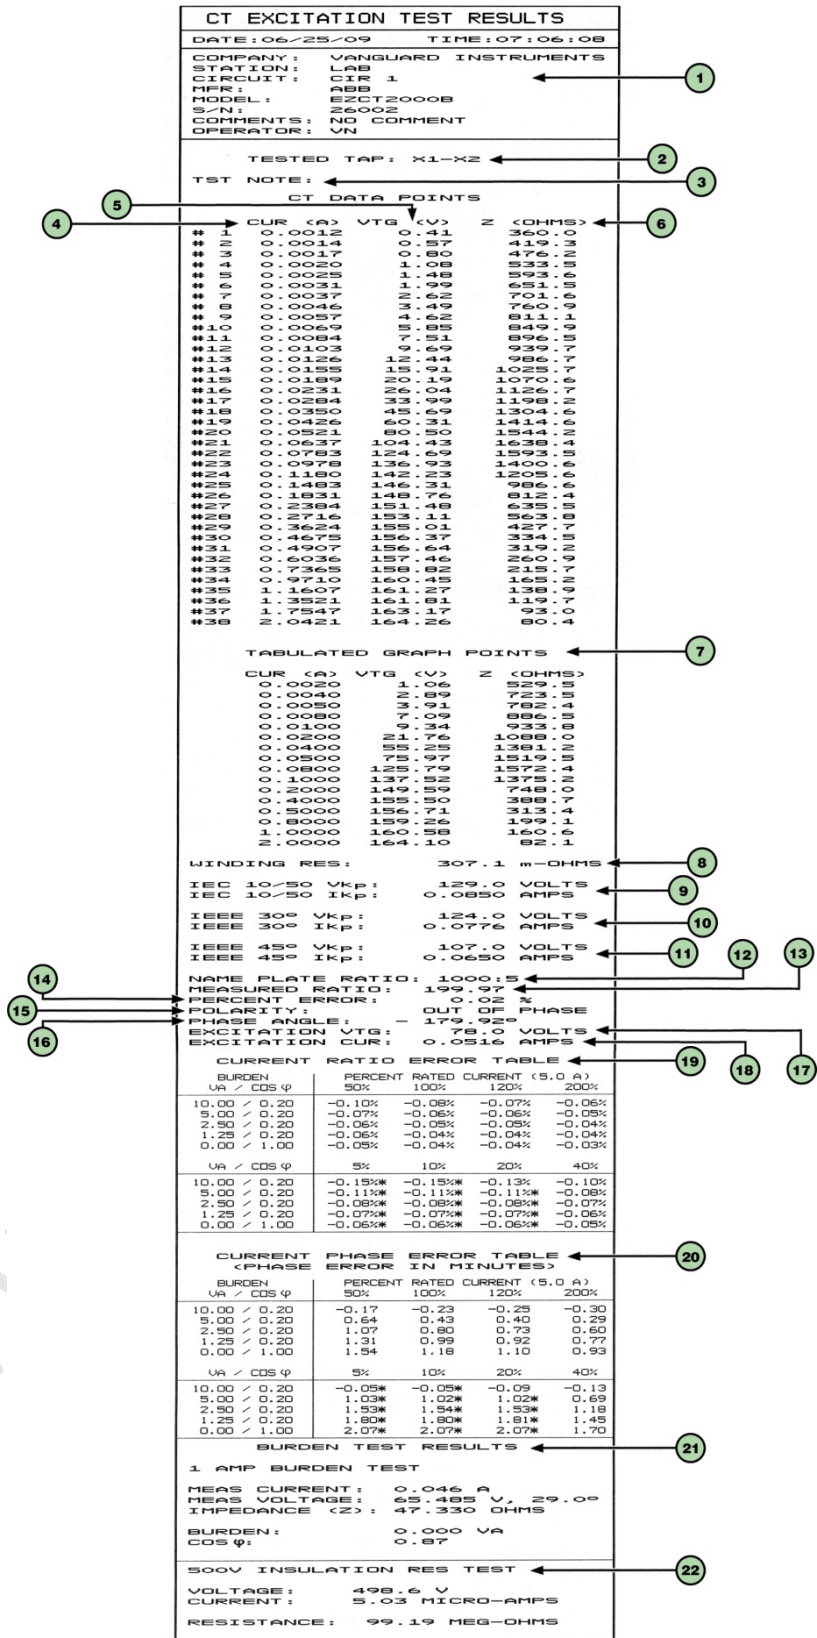 CT EXCITATION TEST RESULTS
DATE:06/25/09 TIME:07:06:08
COMPANY: VANGUARD INSTRUMENTS
STATION: LAB
CIRCUIT: CIR 1
MFR: ABB
MODEL: EZCT2000B
S/N: 26002
COMMENTS: NO COMMENT
OPERATOR: VN
1
TESTED TAP: X1-X2
2
TST NOTE:
3
CT DATA POINTS
5
4
CUR (A) VTG (V) Z (OHMS)
6
# 1 0.0012 0.41 360.0
# 2 0.0014 0.57 419.3
# 3 0.0017 0.80 476.2
# 4 0.0020 1.08 533.5
# 5 0.0025 1.48 593.6
# 6 0.0031 1.99 651.5
# 7 0.0037 2.62 701.6
# 8 0.0046 3.49 760.9
# 9 0.0057 4.62 811.1
#10 0.0069 5.85 849.9
#11 0.0084 7.51 896.5
#12 0.0103 9.69 939.7
#13 0.0126 12.44 986.7
#14 0.0155 15.91 1025.7
#15 0.0189 20.19 1070.6
#16 0.0231 26.04 1126.7
#17 0.0284 33.99 1198.2
#18 0.0350 45.69 1304.6
#19 0.0426 60.31 1414.6
#20 0.0521 80.50 1544.2
#21 0.0637 104.43 1638.4
#22 0.0783 124.69 1593.5
#23 0.0978 136.93 1400.6
#24 0.1180 142.23 1205.6
#25 0.1483 146.31 986.6
#26 0.1831 148.76 812.4
#27 0.2384 151.48 635.5
#28 0.2716 153.11 563.8
#29 0.3624 155.01 427.7
#30 0.4675 156.37 334.5
#31 0.4907 156.64 319.2
#32 0.6036 157.46 260.9
#33 0.7365 158.82 215.7
#34 0.9710 160.45 165.2
#35 1.1607 161.27 138.9
#36 1.3521 161.81 119.7
#37 1.7547 163.17 93.0
#38 2.0421 164.26 80.4
TABULATED GRAPH POINTS
7
CUR (A) VTG (V) Z (OHMS)
0.0020 1.06 529.5
0.0040 2.89 723.5
0.0050 3.91 782.4
0.0080 7.09 886.5
0.0100 9.34 933.8
0.0200 21.76 1088.0
0.0400 55.25 1381.2
0.0500 75.97 1519.5
0.0800 125.79 1572.4
0.1000 137.52 1375.2
0.2000 149.59 748.0
0.4000 155.50 388.7
0.5000 156.71 313.4
0.8000 159.26 199.1
1.0000 160.58 160.6
2.0000 164.10 82.1
WINDING RES: 307.1 m-OHMS
8
IEC 10/50 Vkp: 129.0 VOLTS
IEC 10/50 Ikp: 0.0850 AMPS
9
IEEE 30º Vkp: 124.0 VOLTS
IEEE 30º Ikp: 0.0776 AMPS
10
IEEE 45º Vkp: 107.0 VOLTS
IEEE 45º Ikp: 0.0650 AMPS
11
12
13
NAME PLATE RATIO: 1000:5
14
MEASURED RATIO: 199.97
PERCENT ERROR: 0.02 %
15
POLARITY: OUT OF PHASE
16
PHASE ANGLE: - 179.92º
EXCITATION VTG: 78.0 VOLTS
17
EXCITATION CUR: 0.0516 AMPS
18
CURRENT RATIO ERROR TABLE
19
BURDEN PERCENT RATED CURRENT (5.0 A)
VA / COS φ 50% 100% 120% 200%
10.00 / 0.20 -0.10% -0.08% -0.07% -0.06%
5.00 / 0.20 -0.07% -0.06% -0.06% -0.05%
2.50 / 0.20 -0.06% -0.05% -0.05% -0.04%
1.25 / 0.20 -0.06% -0.04% -0.04% -0.04%
0.00 / 1.00 -0.05% -0.04% -0.04% -0.03%
VA / COS φ 5% 10% 20% 40%
10.00 / 0.20 -0.15%* -0.15%* -0.13% -0.10%
5.00 / 0.20 -0.11%* -0.11%* -0.11%* -0.08%
2.50 / 0.20 -0.08%* -0.08%* -0.08%* -0.07%
1.25 / 0.20 -0.07%* -0.07%* -0.07%* -0.06%
0.00 / 1.00 -0.06%* -0.06%* -0.06%* -0.05%
CURRENT PHASE ERROR TABLE
20
(PHASE ERROR IN MINUTES)
BURDEN PERCENT RATED CURRENT (5.0 A)
VA / COS φ 50% 100% 120% 200%
10.00 / 0.20 -0.17 -0.23 -0.25 -0.30
5.00 / 0.20 0.64 0.43 0.40 0.29
2.50 / 0.20 1.07 0.80 0.73 0.60
1.25 / 0.20 1.31 0.99 0.92 0.77
0.00 / 1.00 1.54 1.18 1.10 0.93
VA / COS φ 5% 10% 20% 40%
10.00 / 0.20 -0.05* -0.05* -0.09 -0.13
5.00 / 0.20 1.03* 1.02* 1.02* 0.69
2.50 / 0.20 1.53* 1.54* 1.53* 1.18
1.25 / 0.20 1.80* 1.80* 1.81* 1.45
0.00 / 1.00 2.07* 2.07* 2.07* 1.70
BURDEN TEST RESULTS
21
1 AMP BURDEN TEST
MEAS CURRENT: 0.046 A
MEAS VOLTAGE: 65.485 V, 29.0º
IMPEDANCE (Z): 47.330 OHMS
BURDEN: 0.000 VA
COS φ: 0.87
500V INSULATION RES TEST
22
VOLTAGE: 498.6 V
CURRENT: 5.03 MICRO-AMPS
RESISTANCE: 99.19 MEG-OHMS